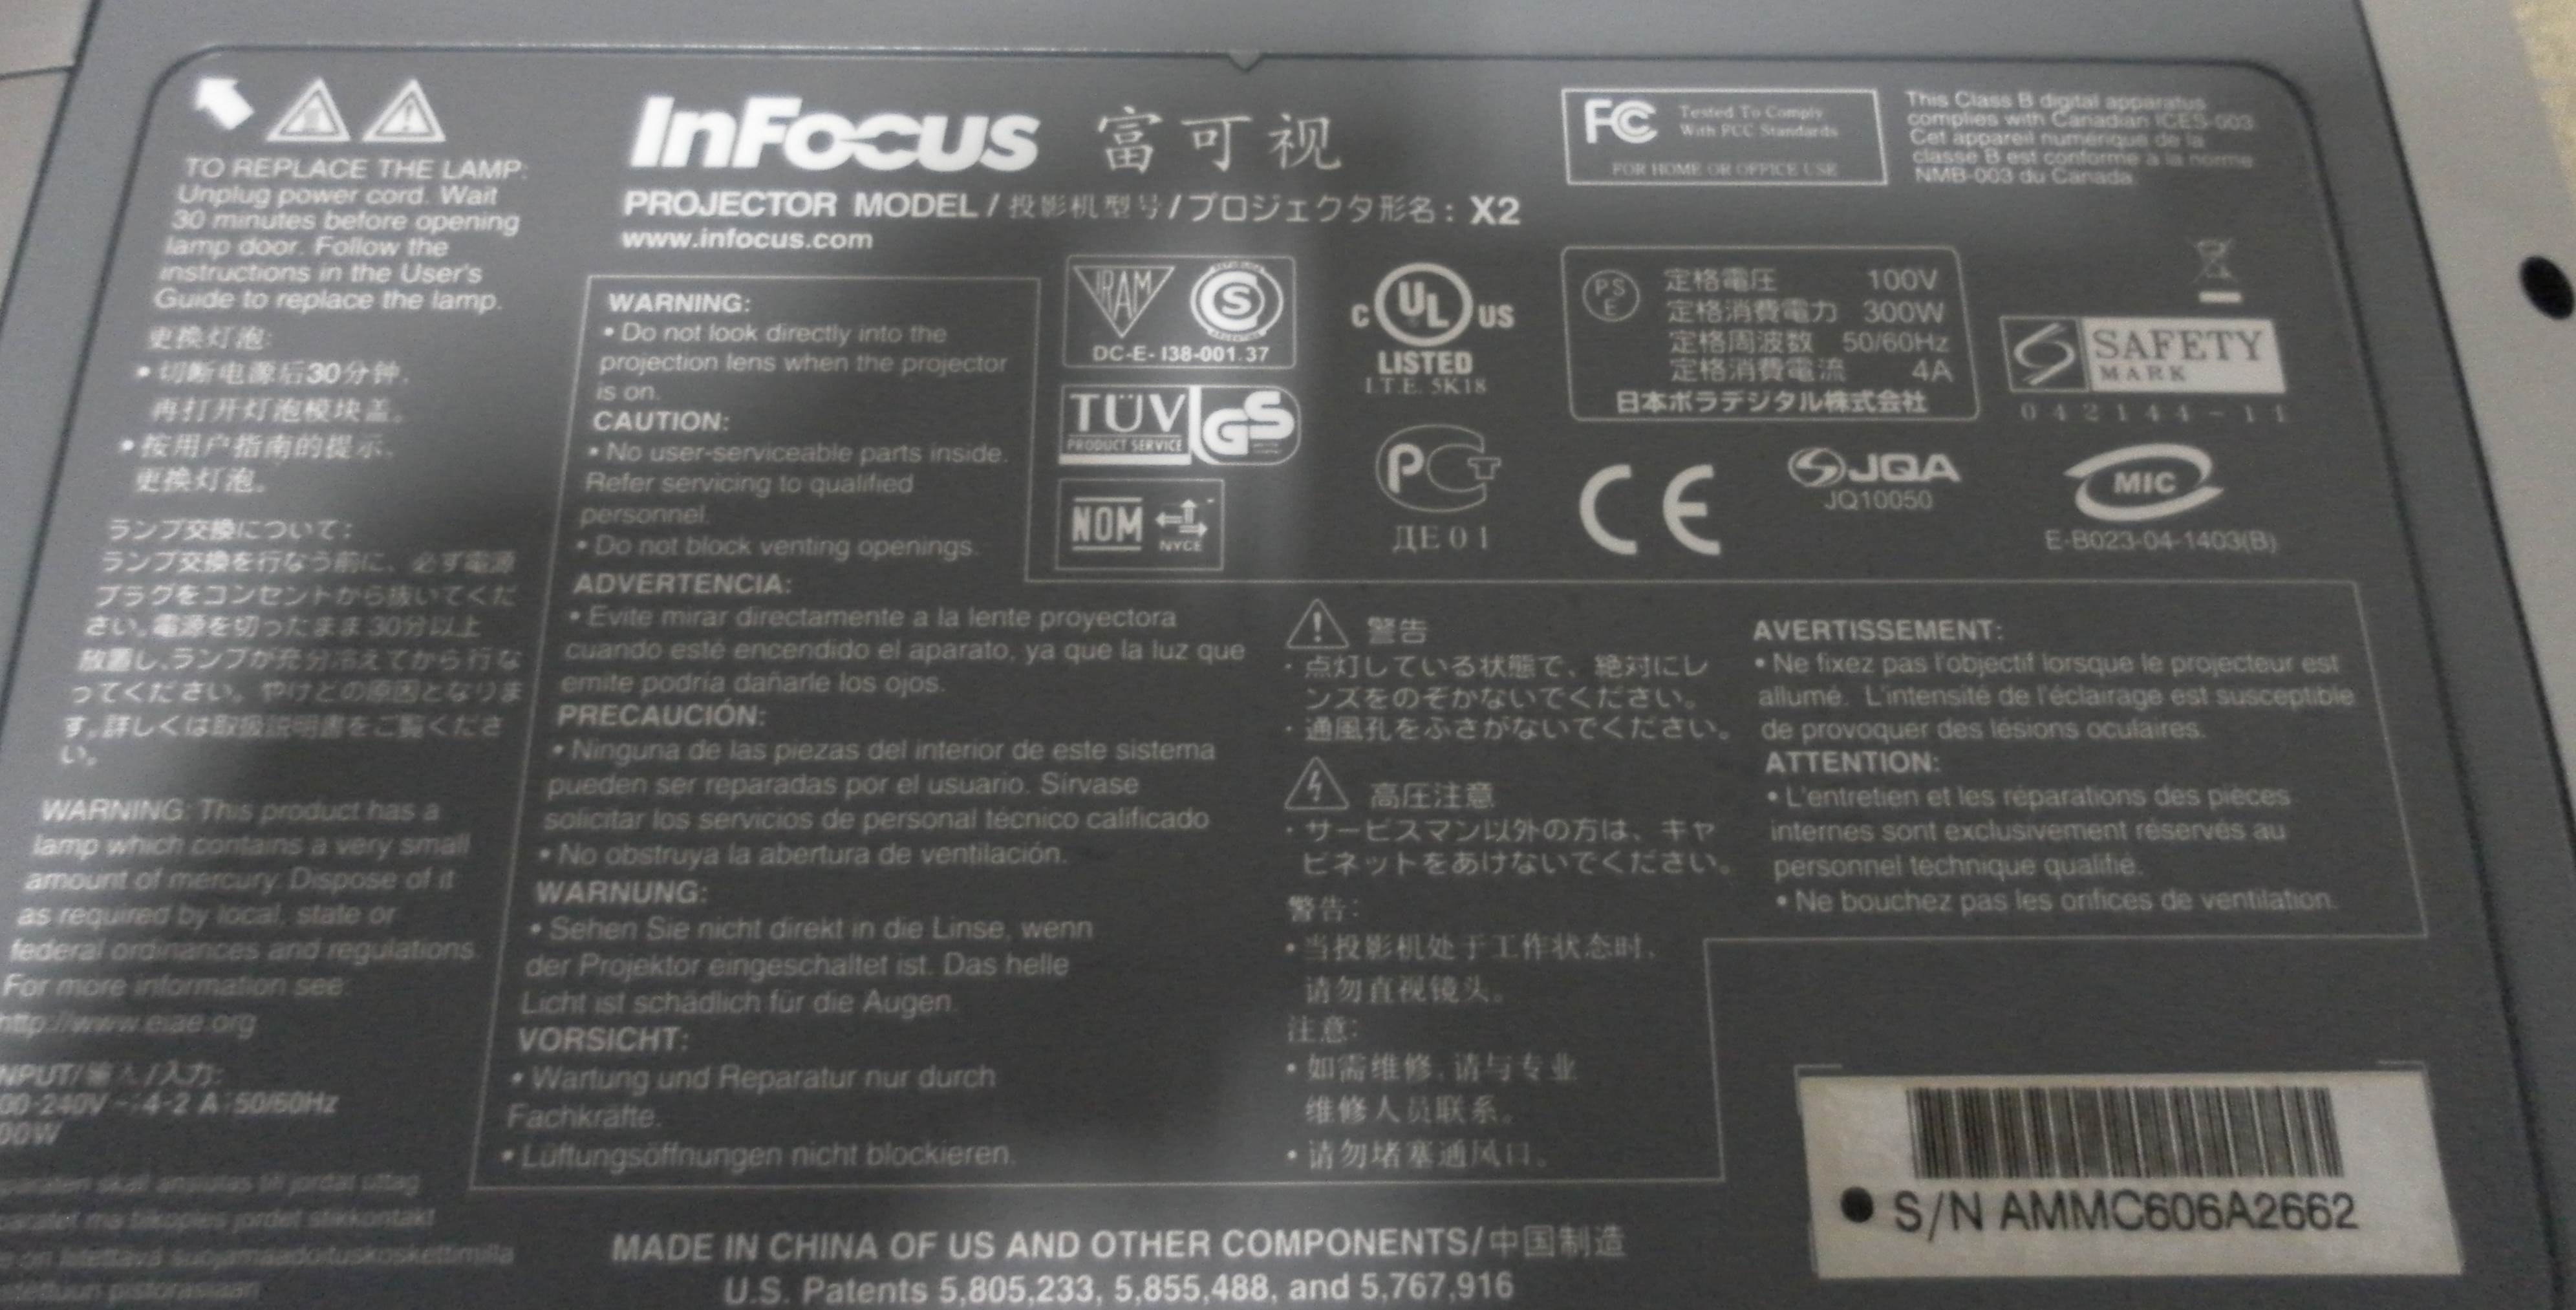 TO REPLACE THE LAMP:
Unplug power cord. Wait
30 minutes before opening
lamp door. Follow the
instructions in the User's
Guide to replace the lamp.
更换灯泡:
• 切断电源后30分钟,
再打开灯泡模块盖。
• 按用户指南的提示,
更换灯泡。
ランプ交換について:
ランプ交換を行なう前に、必ず電源
プラグをコンセントから抜いてくだ
さい。電源を切ったまま30分以上
放置し、ランプが充分冷えてから行な
ってください。やけどの原因となりま
す。詳しくは取扱説明書をご覧くださ
い。
WARNING: This product has a
lamp which contains a very small
amount of mercury. Dispose of it
as required by local, state or
federal ordinances and regulations.
For more information see:
http://www.eiae.org
NPUT/输入/入力:
00-240V ~:4-2 A:50/60Hz
00W
InFocus 富可视
PROJECTOR MODEL/投影机型号/プロジェクタ形名: X2
www.infocus.com
FC Tested To Comply
With FCC Standards
FOR HOME OR OFFICE USE
This Class B digital apparatus
complies with Canadian ICES-003.
Cet appareil numérique de la
classe B est conforme à la norme
NMB-003 du Canada.
WARNING:
• Do not look directly into the
projection lens when the projector
is on.
CAUTION:
• No user-serviceable parts inside.
Refer servicing to qualified
personnel.
• Do not block venting openings.
ADVERTENCIA:
• Evite mirar directamente a la lente proyectora
cuando esté encendido el aparato, ya que la luz que
emite podría dañarle los ojos.
PRECAUCIÓN:
• Ninguna de las piezas del interior de este sistema
pueden ser reparadas por el usuario. Sírvase
solicitar los servicios de personal técnico calificado
• No obstruya la abertura de ventilación.
WARNUNG:
• Sehen Sie nicht direkt in die Linse, wenn
der Projektor eingeschaltet ist. Das helle
Licht ist schädlich für die Augen.
VORSICHT:
• Wartung und Reparatur nur durch
Fachkräfte.
• Lüftungsöffnungen nicht blockieren.
IRAM S
DC-E-I38-001.37
TÜV GS
PRODUCT SERVICE
NOM
NYCE
C UL US
LISTED
I.T.E. 5K18
PCT
ДЕ 0 1
PS
E
定格電圧 100V
定格消費電力 300W
定格周波数 50/60Hz
定格消費電流 4A
日本ポラデジタル株式会社
SAFETY
MARK
042144-11
CE
JQA
JQ10050
MIC
E-B023-04-1403(B)
警告
・点灯している状態で、絶対にレ
ンズをのぞかないでください。
・通風孔をふさがないでください。
高圧注意
・サービスマン以外の方は、キャ
ビネットをあけないでください。
警告:
• 当投影机处于工作状态时,
请勿直视镜头。
注意:
• 如需维修,请与专业
维修人员联系。
• 请勿堵塞通风口。
AVERTISSEMENT:
• Ne fixez pas l'objectif lorsque le projecteur est
allumé. L'intensité de l'éclairage est susceptible
de provoquer des lésions oculaires.
ATTENTION:
• L'entretien et les réparations des pièces
internes sont exclusivement réservés au
personnel technique qualifié.
• Ne bouchez pas les orifices de ventilation.
S/N AMMC606A2662
MADE IN CHINA OF US AND OTHER COMPONENTS/中国制造
U.S. Patents 5,805,233, 5,855,488, and 5,767,916